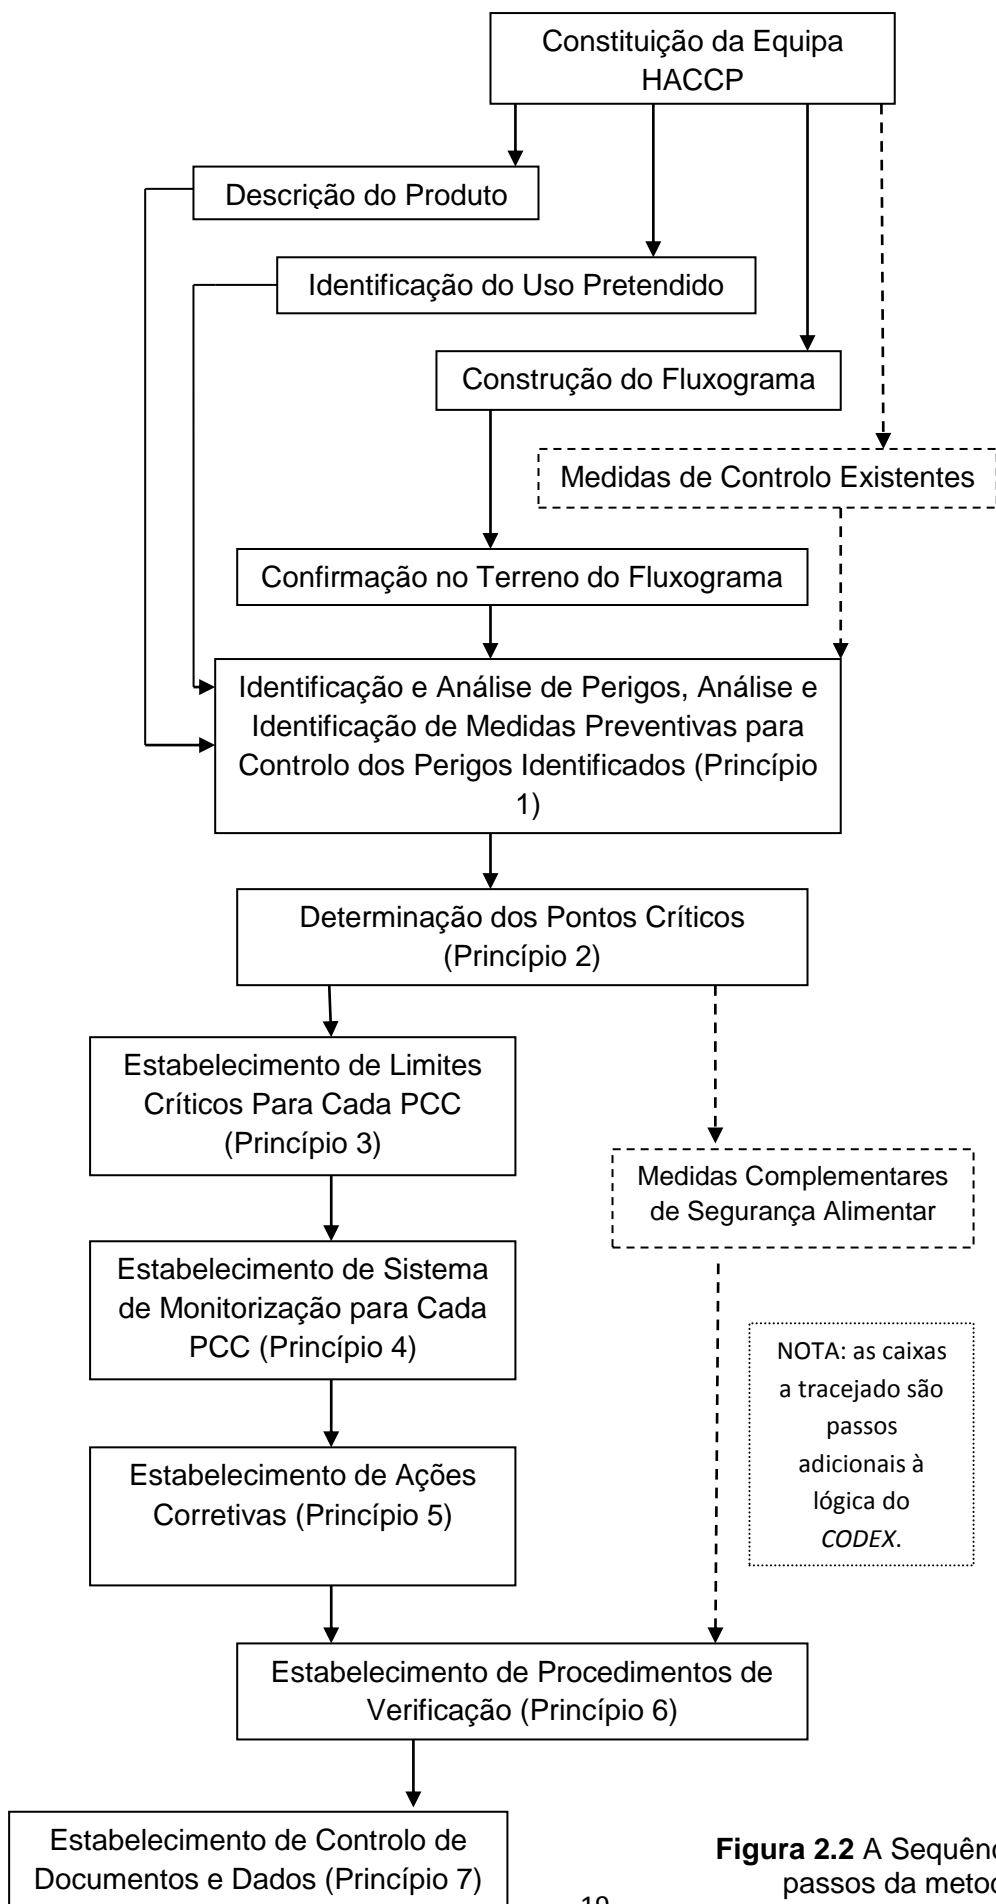 Constituição da Equipa
HACCP
Descrição do Produto
Identificação do Uso Pretendido
Construção do Fluxograma
Medidas de Controlo Existentes
Confirmação no Terreno do Fluxograma
Identificação e Análise de Perigos, Análise e
Identificação de Medidas Preventivas para
Controlo dos Perigos Identificados (Princípio
1)
Determinação dos Pontos Críticos
(Princípio 2)
Estabelecimento de Limites
Críticos Para Cada PCC
(Princípio 3)
Medidas Complementares
de Segurança Alimentar
Estabelecimento de Sistema
de Monitorização para Cada
PCC (Princípio 4)
NOTA: as caixas
a tracejado são
passos
adicionais à
lógica do
CODEX.
Estabelecimento de Ações
Corretivas (Princípio 5)
Estabelecimento de Procedimentos de
Verificação (Princípio 6)
Estabelecimento de Controlo de
Documentos e Dados (Princípio 7)
Figura 2.2 A
passos da